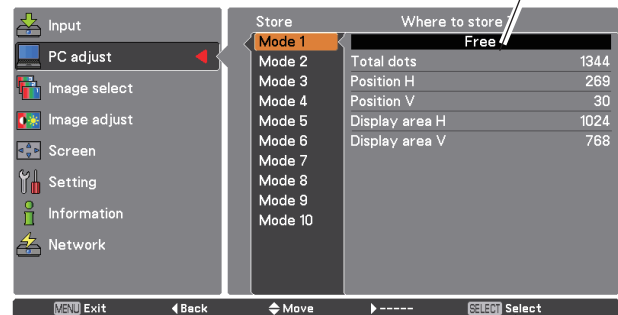 Input
PC adjust
Image select
Image adjust
Screen
Setting
Information
Network
Store
Mode 1
Mode 2
Mode 3
Mode 4
Mode 5
Mode 6
Mode 7
Mode 8
Mode 9
Mode 10
Where to store
Free
Total dots 1344
Position H 269
Position V 30
Display area H 1024
Display area V 768
MENU Exit
Back
Move
-----
SELECT Select